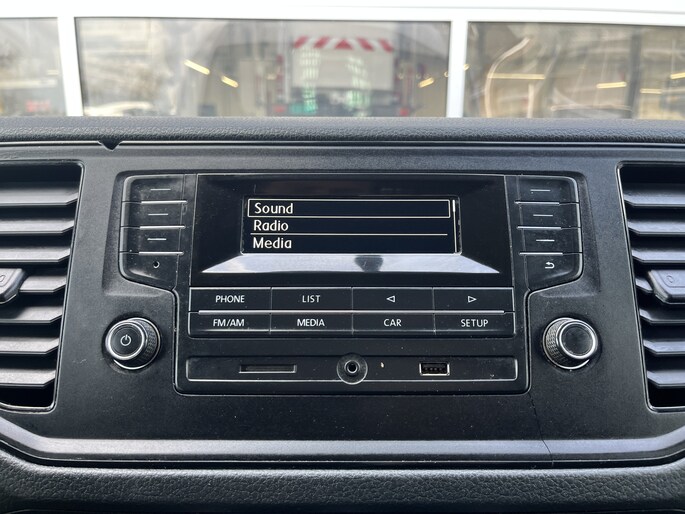 Sound
Radio
Media
PHONE LIST
FM/AM MEDIA CAR SETUP